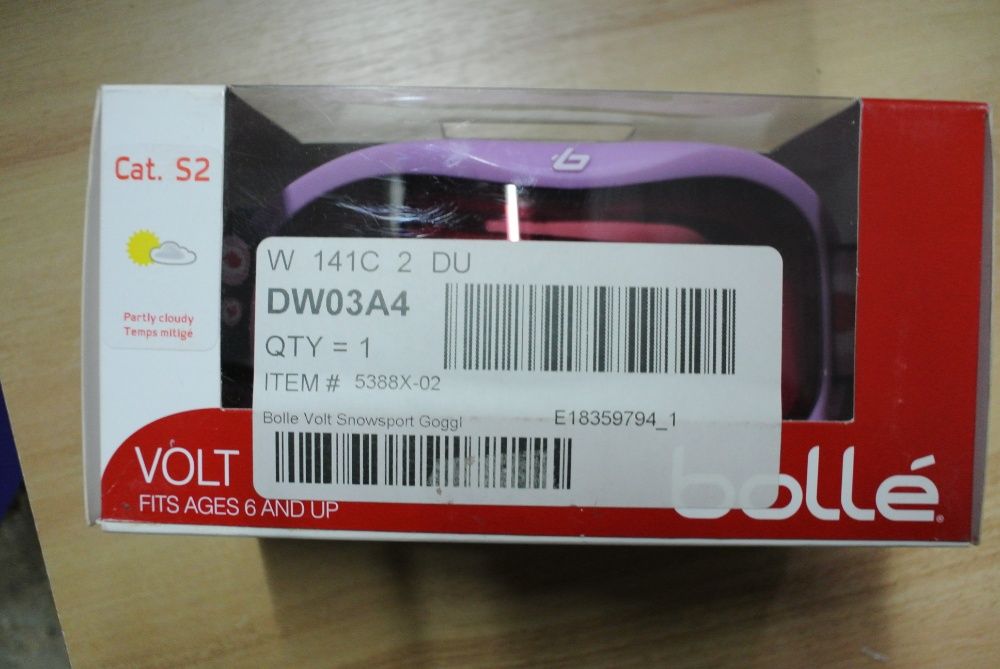 Cat. S2
Partly cloudy
Temps mitigé
W 141C 2 DU
DW03A4
QTY = 1
ITEM # 5388X-02
Bolle Volt Snowsport Goggl
E18359794_1
VOLT
FITS AGES 6 AND UP
bollé